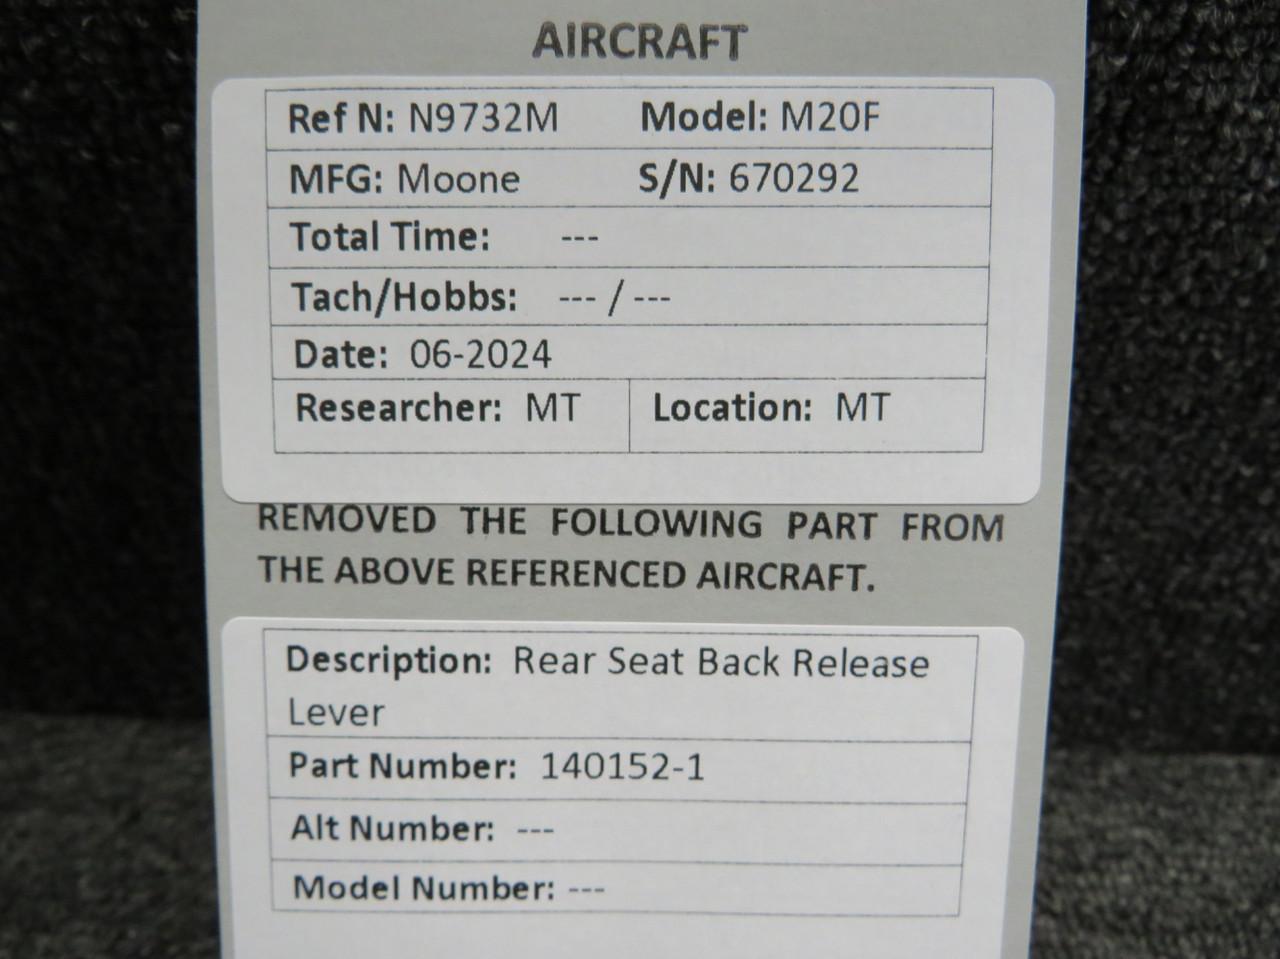 AIRCRAFT
Ref N: N9732M Model: M20F
MFG: Moone S/N: 670292
Total Time: ---
Tach/Hobbs: --- / ---
Date: 06-2024
Researcher: MT Location: MT
REMOVED THE FOLLOWING PART FROM
THE ABOVE REFERENCED AIRCRAFT.
Description: Rear Seat Back Release
Lever
Part Number: 140152-1
Alt Number: ---
Model Number: ---